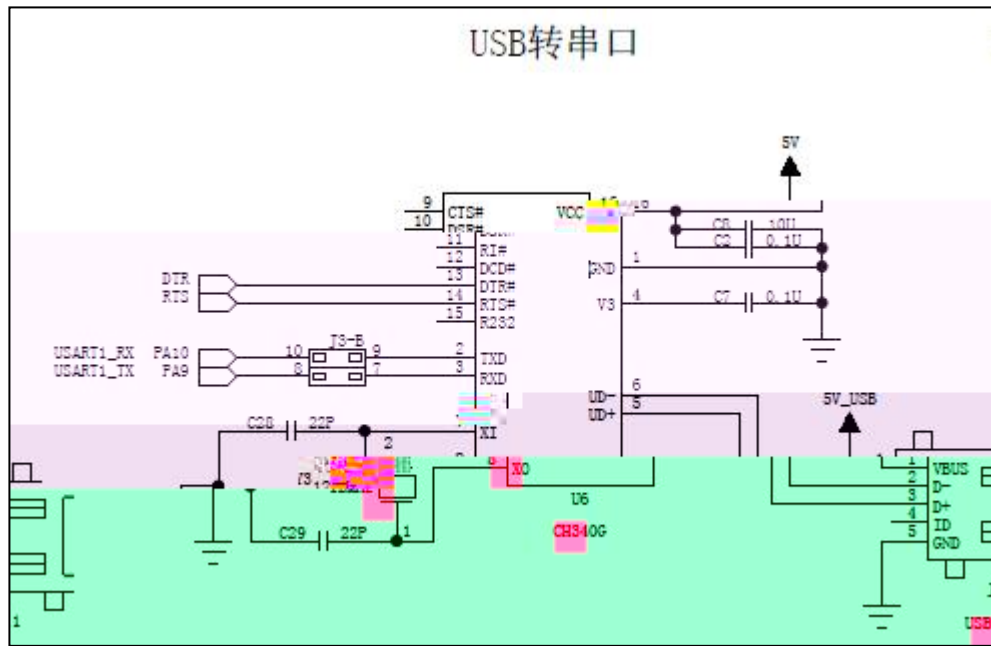 USB转串口
5V
9 CTS# VCC
10
C2 0.1U
11 RI#
12 DCD# GND 1
13 DTR#
DTR
14 RTS# V3 4 C7 0.1U
RTS
15 R232
J3-B
USART1_RX PA10 10 9 2 TXD
USART1_TX PA9 8 7 3 RXD
UD- 6
UD+ 5
5V_USB
C28 22P XI
2
XO
1 VBUS
2 D-
3 D+
4 ID
5 GND
U6
C29 22P 1
CH340G
1
USB